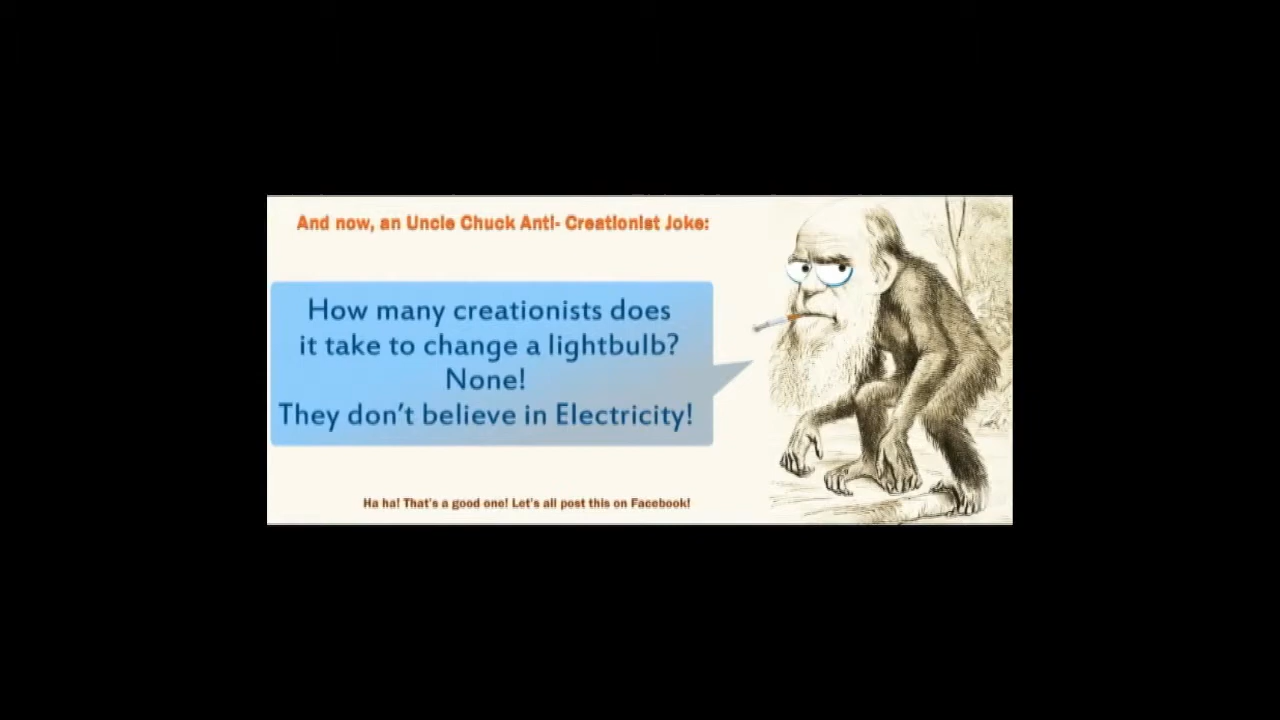 And now, an Uncle Chuck Anti- Creationist Joke:
How many creationists does
it take to change a lightbulb?
None!
They don't believe in Electricity!
Ha ha! That's a good one! Let's all post this on Facebook!